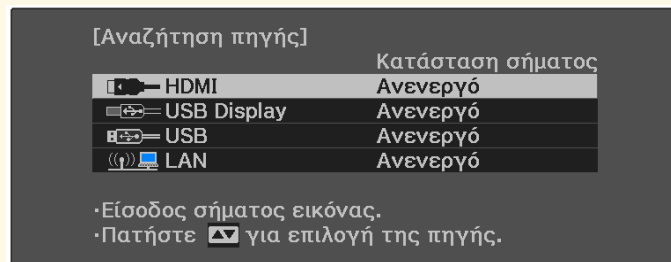 [Αναζήτηση πηγής]
Κατάσταση σήματος
HDMI Ανενεργό
USB Display Ανενεργό
USB Ανενεργό
LAN Ανενεργό
·Είσοδος σήματος εικόνας.
·Πατήστε ▲▼ για επιλογή της πηγής.